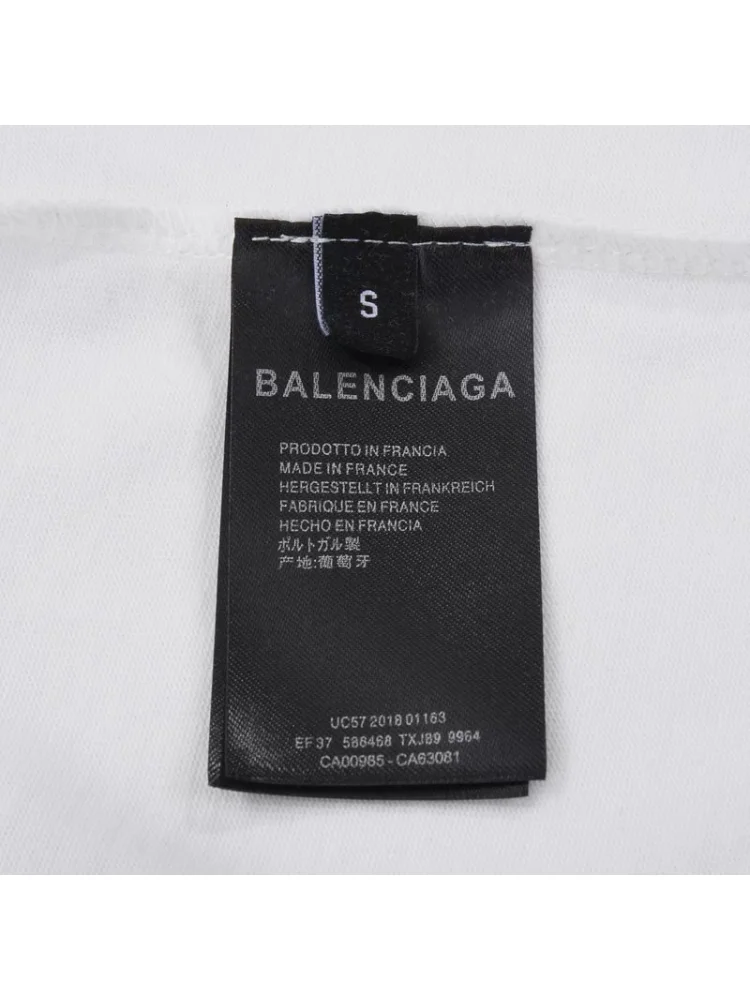 S
BALENCIAGA
PRODOTTO IN FRANCIA
MADE IN FRANCE
HERGESTELLT IN FRANKREICH
FABRIQUE EN FRANCE
HECHO EN FRANCIA
ポルトガル製
产地:葡萄牙
UC57 2018 01163
EF 37 588468 TXJ89 9964
CA00985 - CA63081